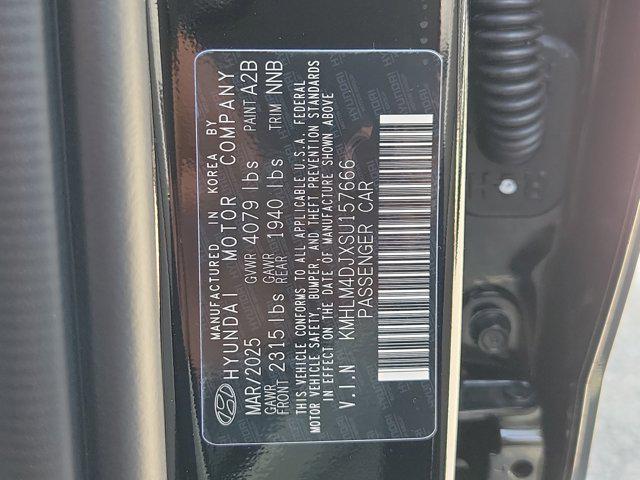 MANUFACTURED IN KOREA BY
HYUNDAI MOTOR COMPANY
MAR/2025 GVWR 4079 lbs PAINT A2B
GAWR FRONT 2315 lbs GAWR REAR 1940 lbs TRIM NNB
THIS VEHICLE CONFORMS TO ALL APPLICABLE U.S.A. FEDERAL
MOTOR VEHICLE SAFETY, BUMPER, AND THEFT PREVENTION STANDARDS
IN EFFECT ON THE DATE OF MANUFACTURE SHOWN ABOVE
V.I.N KMHLM4DJXSU157666
PASSENGER CAR